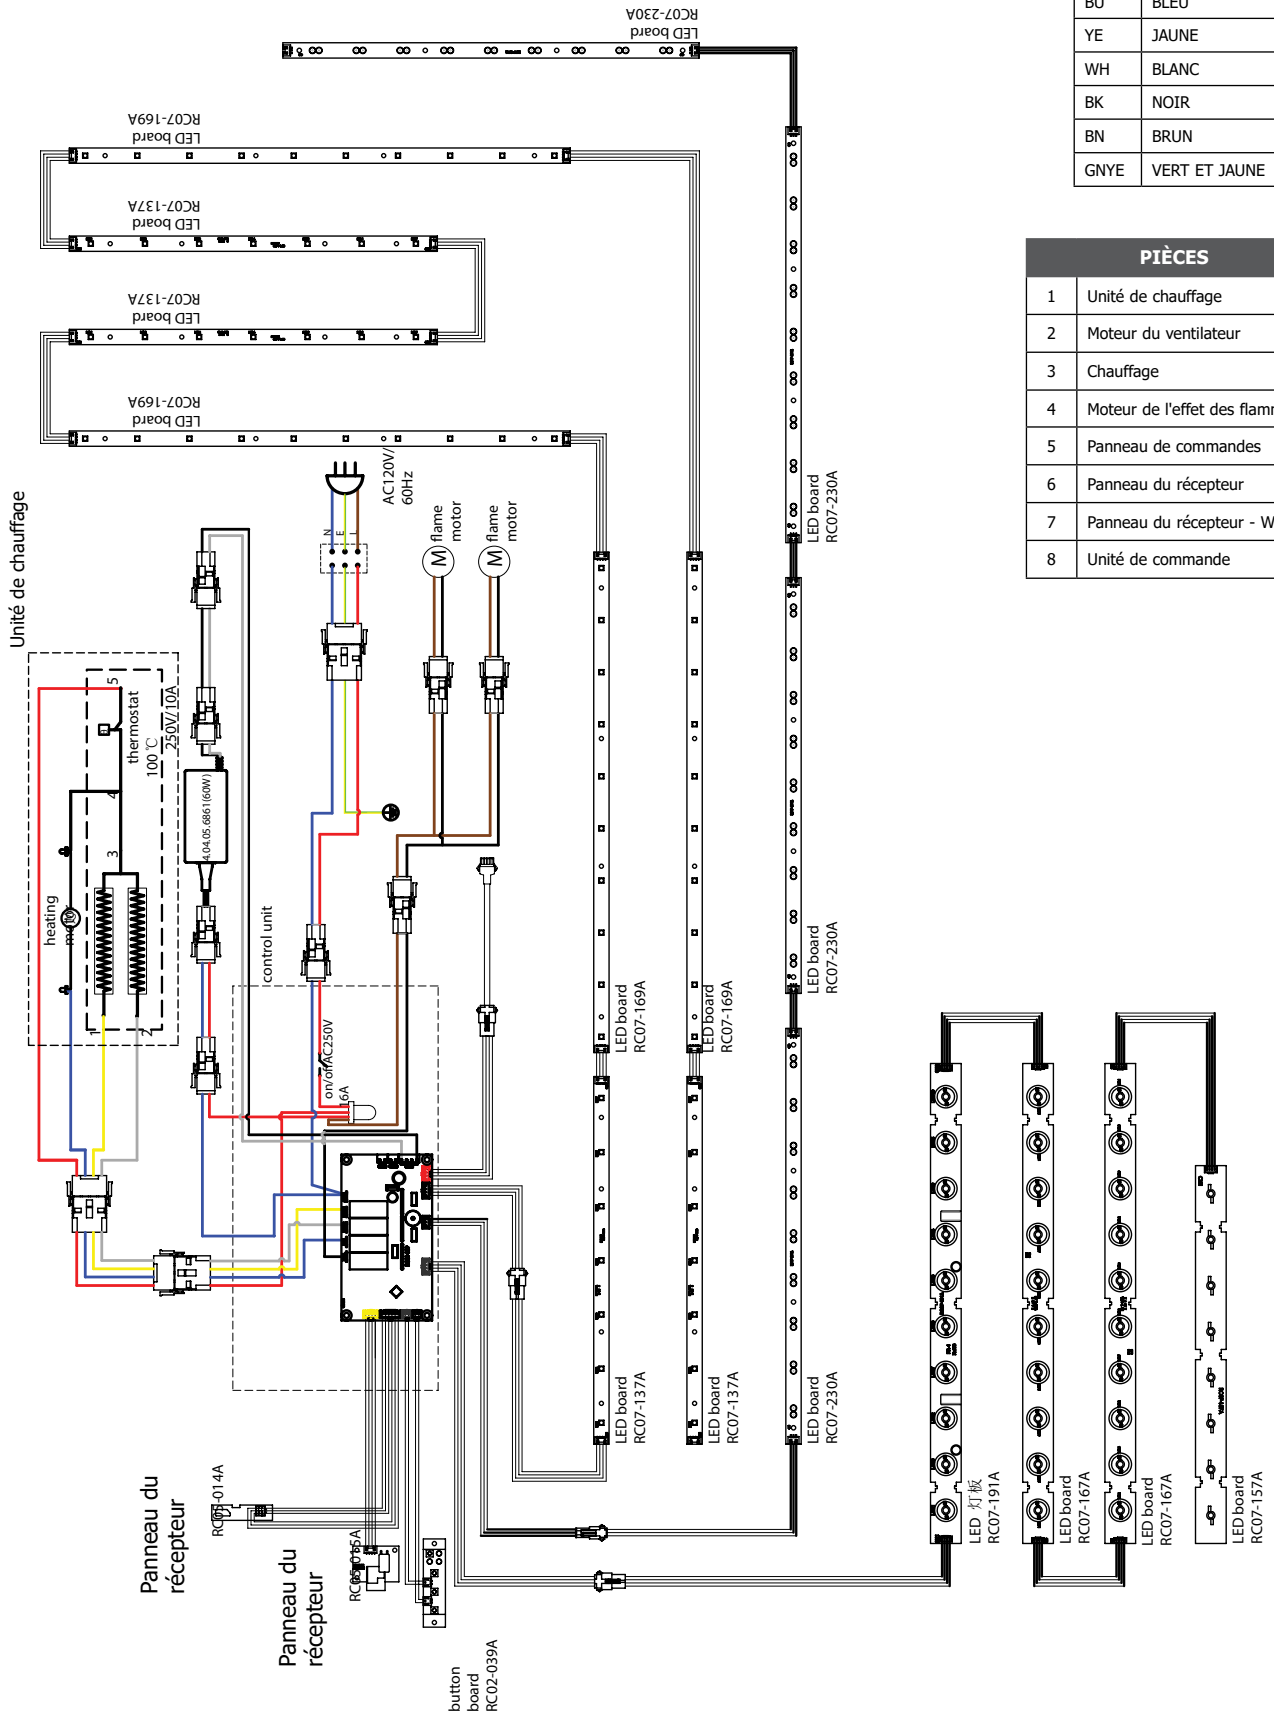 BU BLEU
YE JAUNE
WH BLANC
BK NOIR
BN BRUN
GNYE VERT ET JAUNE
PIÈCES
1 Unité de chauffage
2 Moteur du ventilateur
3 Chauffage
4 Moteur de l'effet des
5 Panneau de commandes
6 Panneau du récepteur
7 Panneau du récepteur -
8 Unité de commande
LED board
RC07-230A
LED board
RC07-169A
LED board
RC07-137A
LED board
RC07-137A
LED board
RC07-169A
Unité de chauffage
AC120V/
60Hz
N
E
L
M flame
motor
M flame
motor
thermostat
100 ℃
250V/10A
1
2
3
4
5
heating
motor
4.04.05.6861(60W)
control unit
on/off AC250V
16A
LED board
RC07-230A
LED board
RC07-230A
LED board
RC07-230A
LED board
RC07-169A
LED board
RC07-169A
LED board
RC07-137A
LED board
RC07-137A
LED 灯板
RC07-191A
LED board
RC07-167A
LED board
RC07-167A
LED board
RC07-157A
Panneau du
récepteur
RC05-014A
Panneau du
récepteur
RC05-015A
button
board
RC02-039A